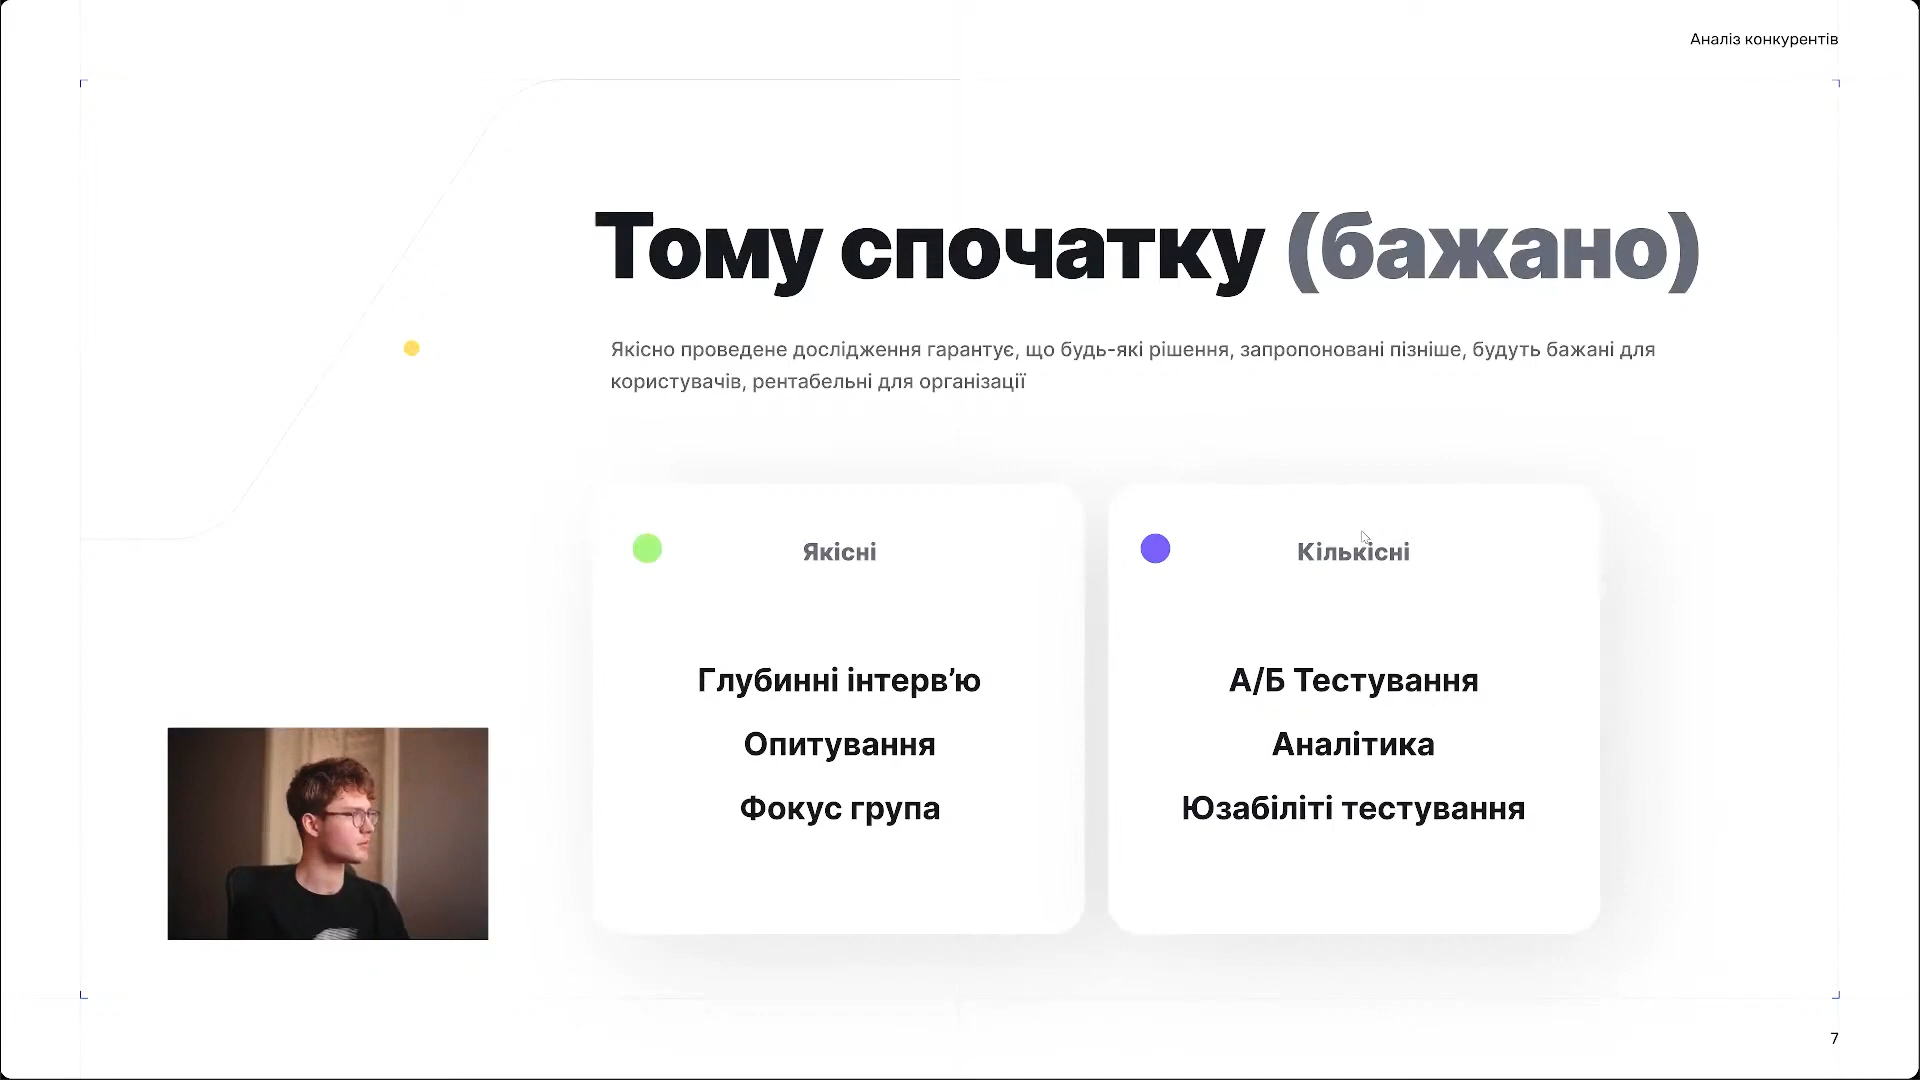 Аналіз конкурентів
Тому спочатку (бажано)
Якісно проведене дослідження гарантує, що будь-які рішення, запропоновані пізніше, будуть бажані для
користувачів, рентабельні для організації
Якісні
Глубинні інтерв’ю
Опитування
Фокус група
Кількісні
А/Б Тестування
Аналітика
Юзабіліті тестування
7